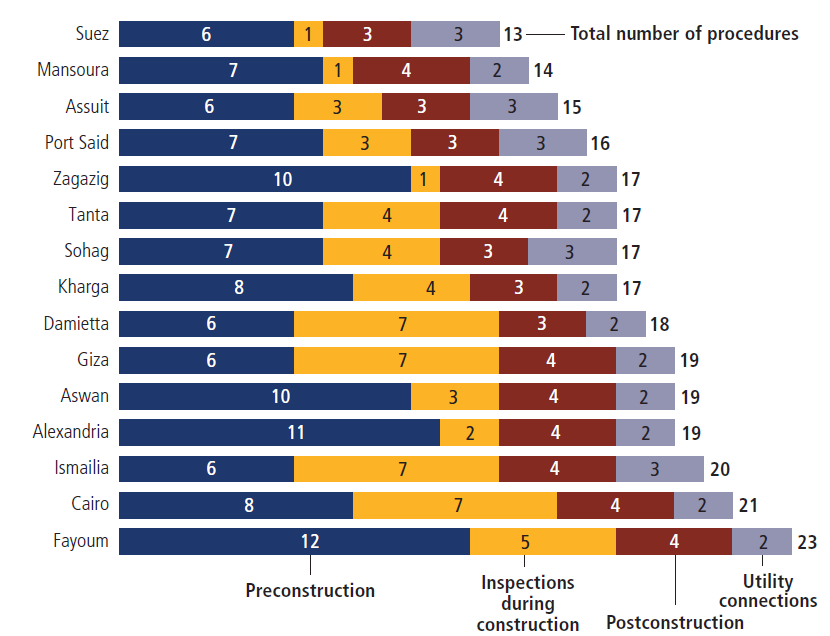 Suez 6 1 3 3 13 Total number of procedures
Mansoura 7 1 4 2 14
Assuit 6 3 3 3 15
Port Said 7 3 3 3 16
Zagazig 10 1 4 2 17
Tanta 7 4 4 2 17
Sohag 7 4 3 3 17
Kharga 8 4 3 2 17
Damietta 6 7 3 2 18
Giza 6 7 4 2 19
Aswan 10 3 4 2 19
Alexandria 11 2 4 2 19
Ismailia 6 7 4 3 20
Cairo 8 7 4 2 21
Fayoum 12 5 4 2 23
Preconstruction
Inspections
during
construction
Postconstruction
Utility
connections